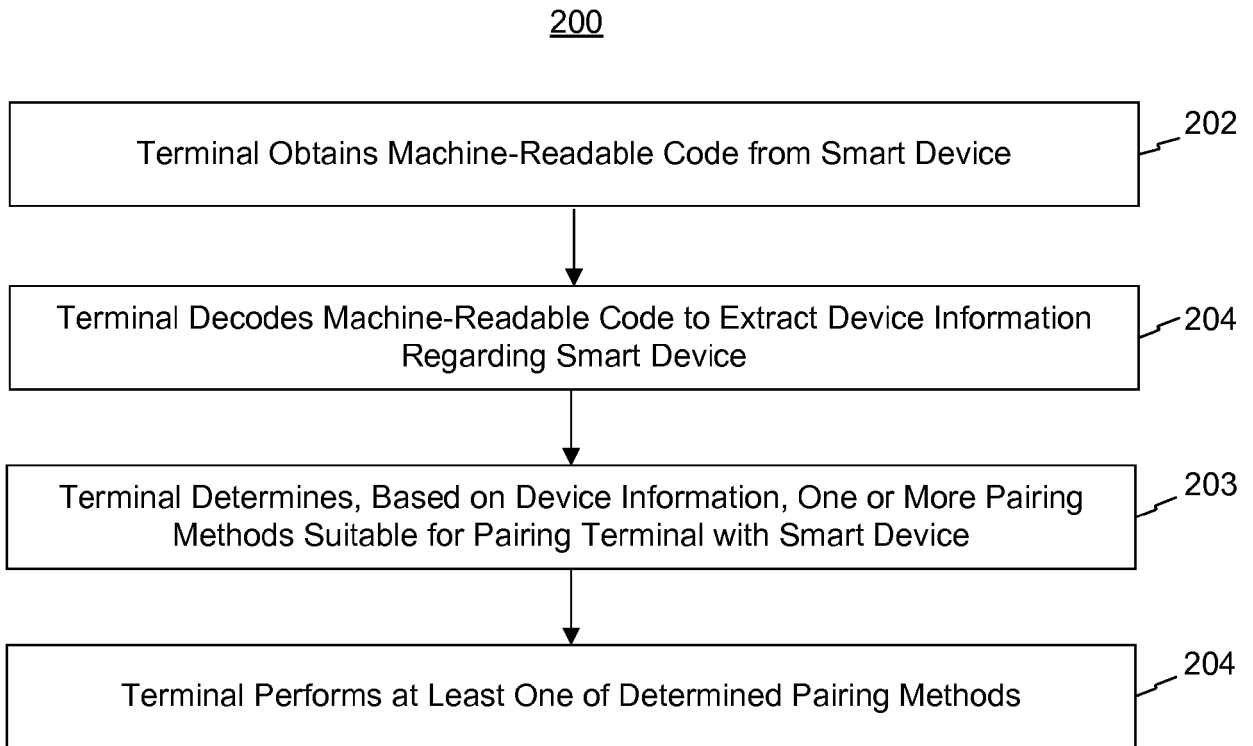 200
Terminal Obtains Machine-Readable Code from Smart Device
202
Terminal Decodes Machine-Readable Code to Extract Device Information
Regarding Smart Device
204
Terminal Determines, Based on Device Information, One or More Pairing
Methods Suitable for Pairing Terminal with Smart Device
203
Terminal Performs at Least One of Determined Pairing Methods
204